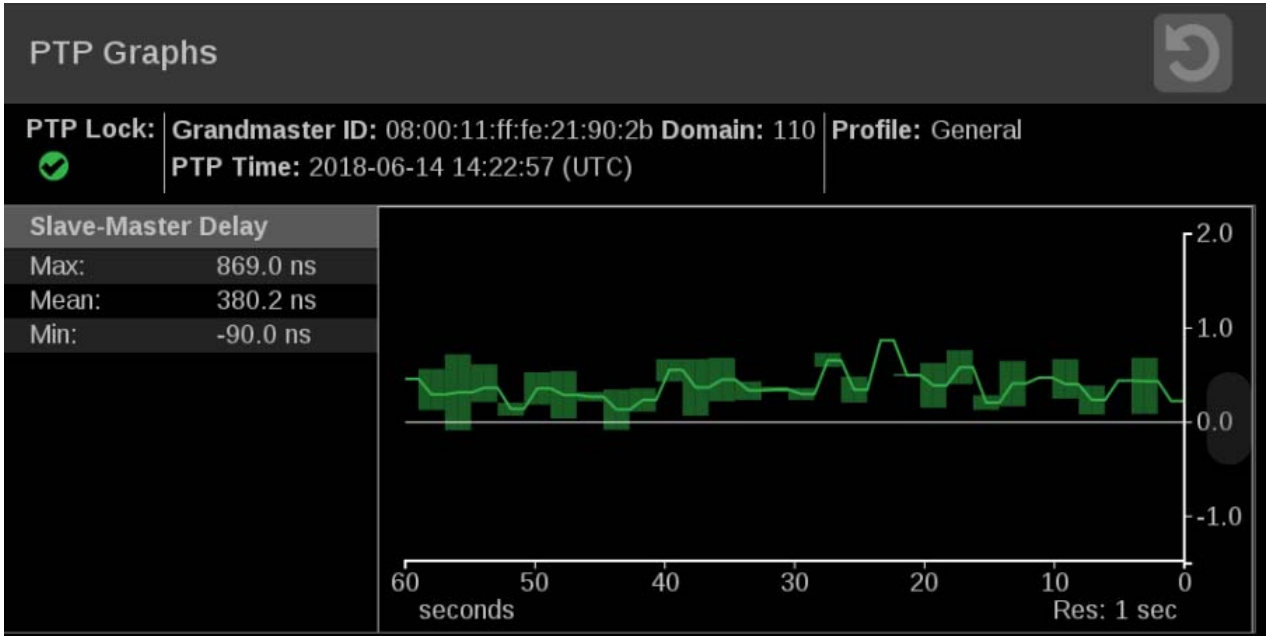 PTP Graphs
PTP Lock:
Grandmaster ID: 08:00:11:ff:fe:21:90:2b Domain: 110
PTP Time: 2018-06-14 14:22:57 (UTC)
Profile: General
Slave-Master Delay
Max: 869.0 ns
Mean: 380.2 ns
Min: -90.0 ns
2.0
1.0
0.0
-1.0
60 50 40 30 20 10 0
seconds Res: 1 sec